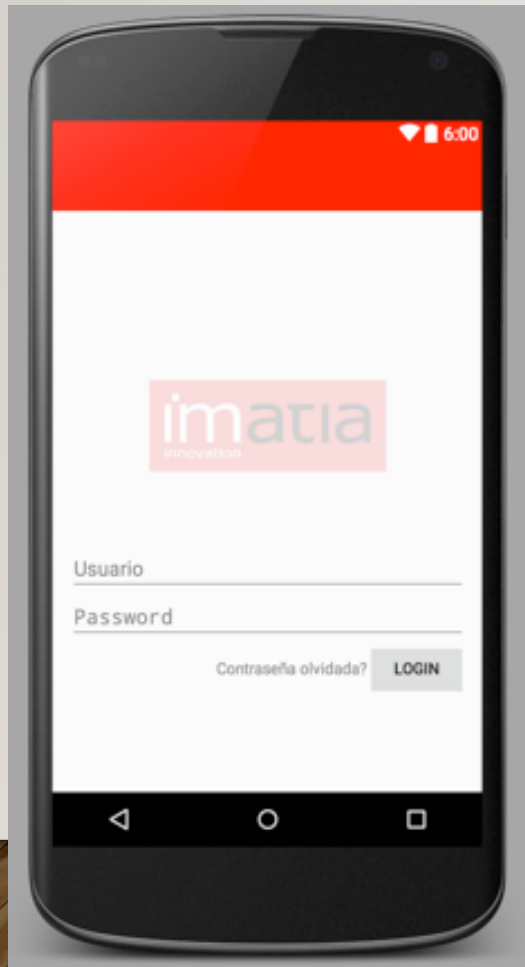 6:00
imatia
innovation
Usuario
Password
Contraseña olvidada? LOGIN